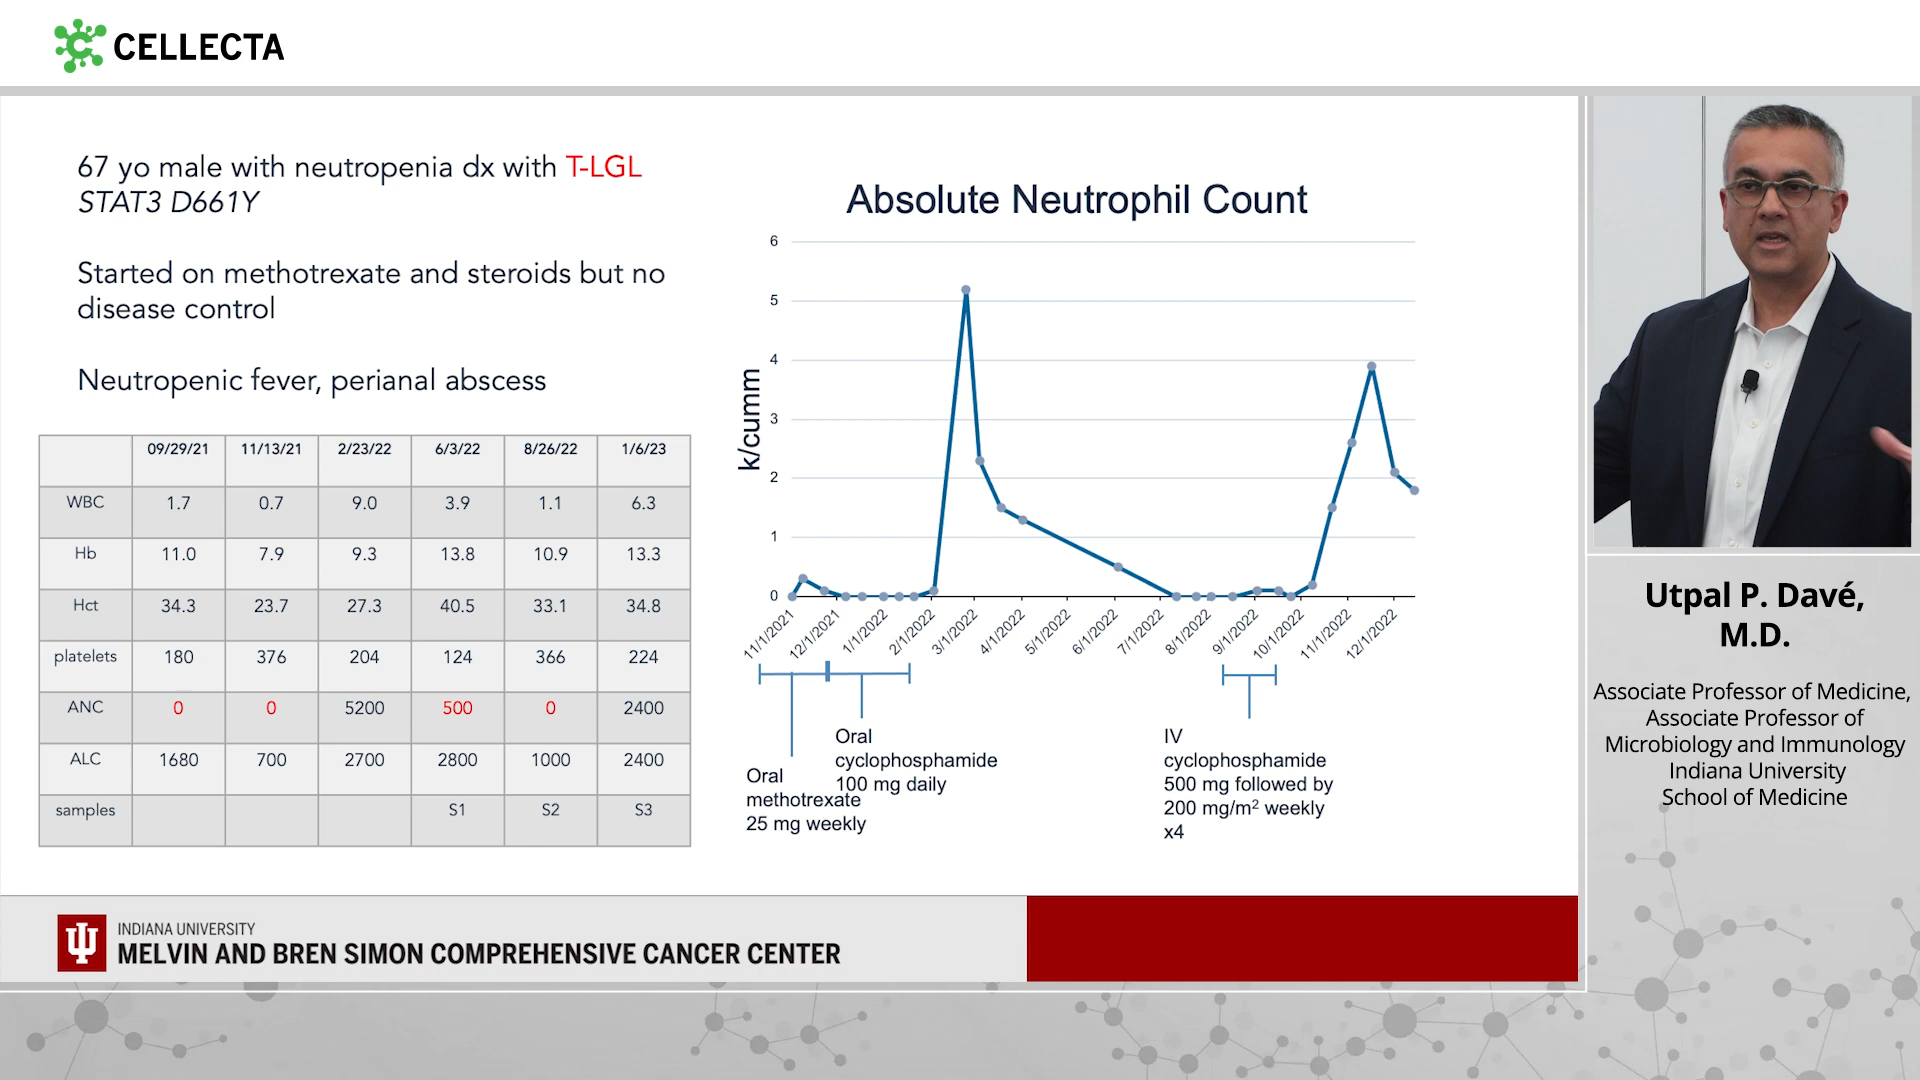 CELLECTA
67 yo male with neutropenia dx with T-LGL
STAT3 D661Y
Started on methotrexate and steroids but no
disease control
Neutropenic fever, perianal abscess
09/29/21 11/13/21 2/23/22 6/3/22 8/26/22 1/6/23
WBC 1.7 0.7 9.0 3.9 1.1 6.3
Hb 11.0 7.9 9.3 13.8 10.9 13.3
Hct 34.3 23.7 27.3 40.5 33.1 34.8
platelets 180 376 204 124 366 224
ANC 0 0 5200 500 0 2400
ALC 1680 700 2700 2800 1000 2400
samples S1 S2 S3
Absolute Neutrophil Count
k/cumm
6
5
4
3
2
1
0
11/1/2021 12/1/2021 1/1/2022 2/1/2022 3/1/2022 4/1/2022 5/1/2022 6/1/2022 7/1/2022 8/1/2022 9/1/2022 10/1/2022 11/1/2022 12/1/2022
Oral
methotrexate
25 mg weekly
Oral
cyclophosphamide
100 mg daily
IV
cyclophosphamide
500 mg followed by
200 mg/m² weekly
x4
INDIANA UNIVERSITY
MELVIN AND BREN SIMON COMPREHENSIVE CANCER CENTER
Utpal P. Davé,
M.D.
Associate Professor of Medicine,
Associate Professor of
Microbiology and Immunology
Indiana University
School of Medicine